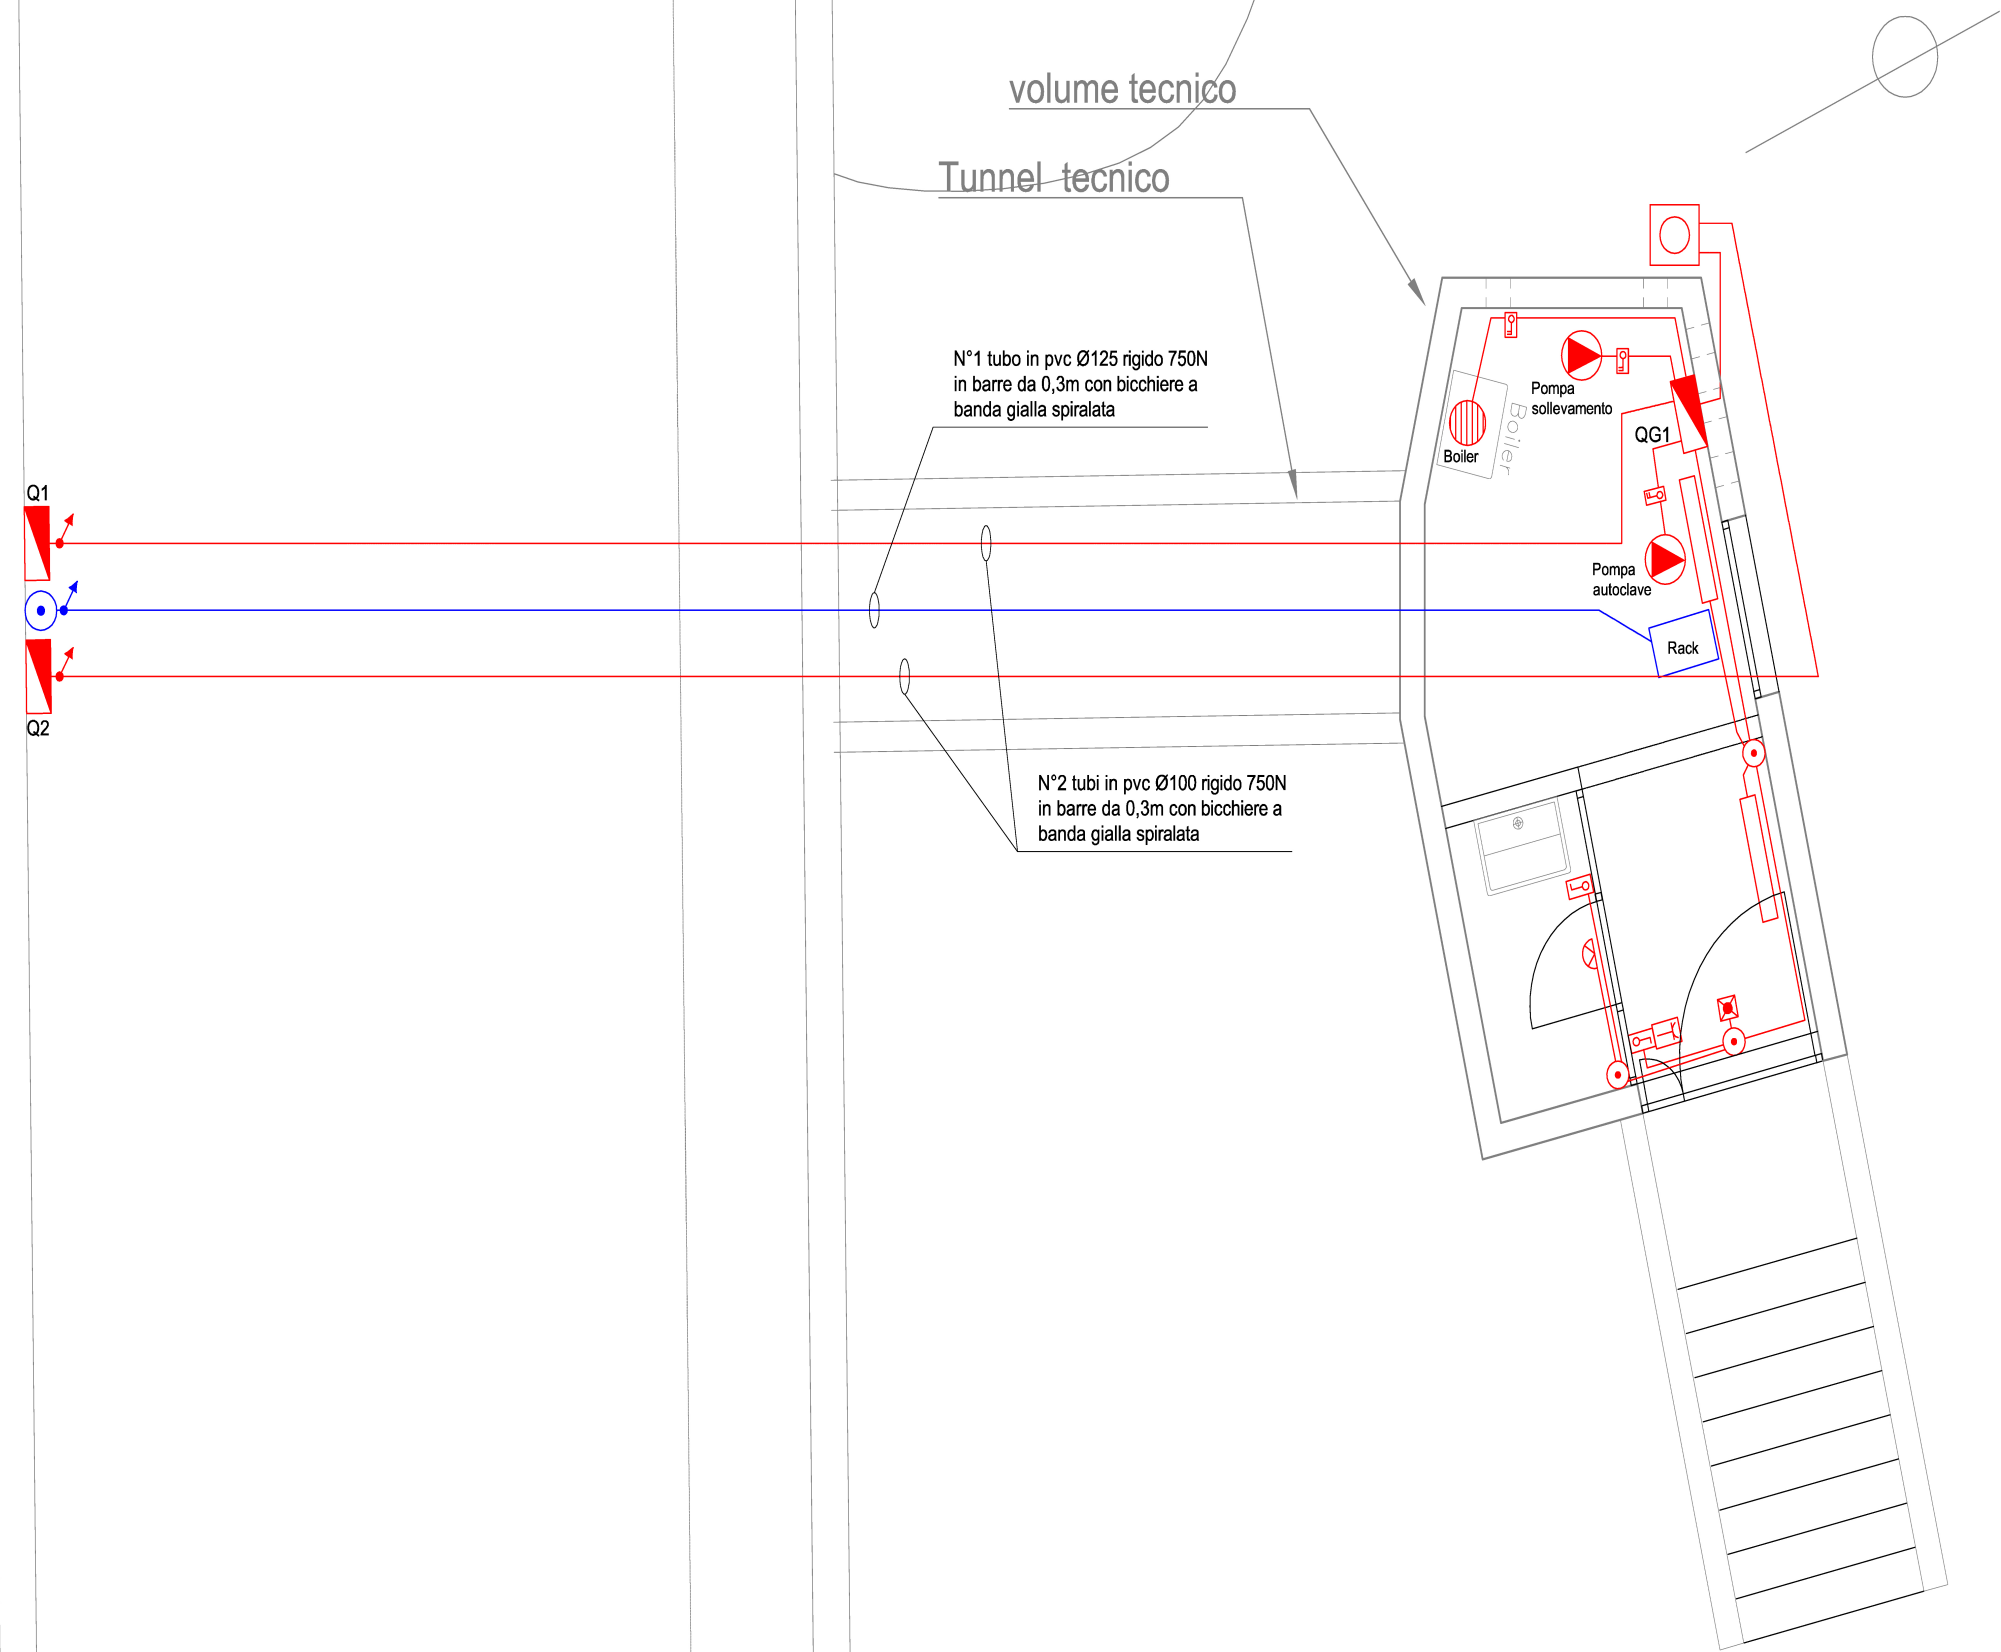 volume tecnico
Tunnel tecnico
N°1 tubo in pvc Ø125 rigido 750N
in barre da 0,3m con bicchiere a
banda gialla spiralata
Pompa
sollevamento
Boiler
QG1
Boiler
Q1
Pompa
autoclave
Rack
Q2
N°2 tubi in pvc Ø100 rigido 750N
in barre da 0,3m con bicchiere a
banda gialla spiralata